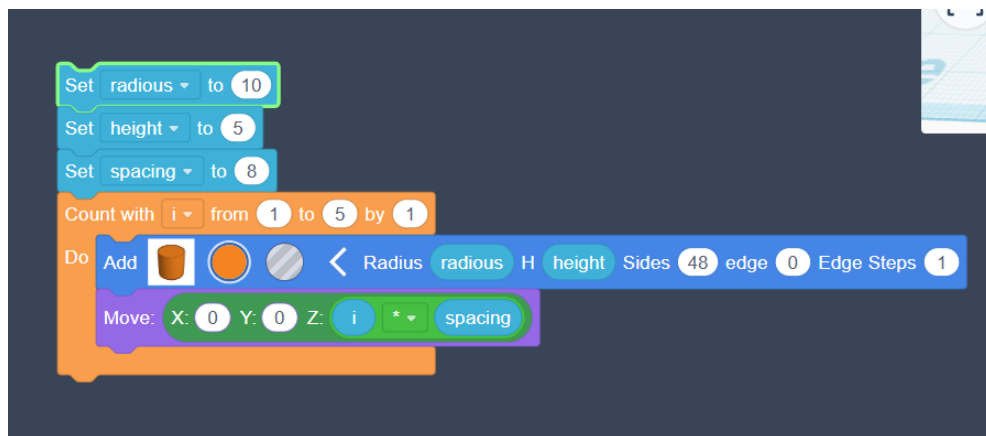 Set radious to 10
Set height to 5
Set spacing to 8
Count with i from 1 to 5 by 1
Do Add Radius radious H height Sides 48 edge 0 Edge Steps 1
Move: X: 0 Y: 0 Z: i * spacing